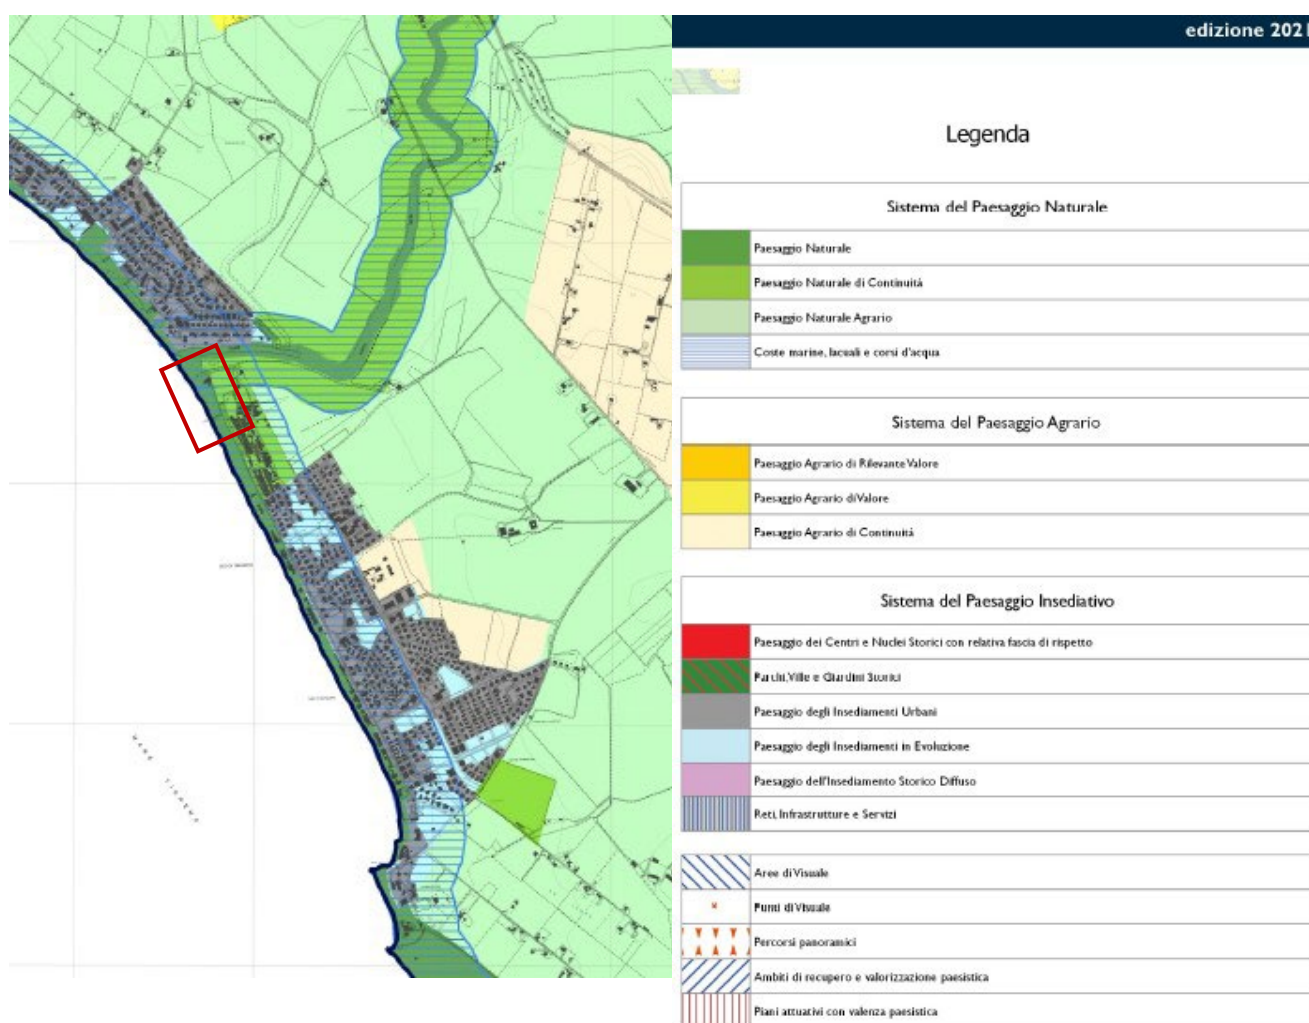 edizione 2021
Legenda
Sistema del Paesaggio Naturale
Paesaggio Naturale
Paesaggio Naturale di Continuità
Paesaggio Naturale Agrario
Coste marine, lacuali e corsi d'acqua
Sistema del Paesaggio Agrario
Paesaggio Agrario di Rilevante Valore
Paesaggio Agrario di Valore
Paesaggio Agrario di Continuità
Sistema del Paesaggio Insediativo
Paesaggio dei Centri e Nuclei Storici con relativa fascia di rispetto
Parchi, Ville e Giardini Storici
Paesaggio degli Insediamenti Urbani
Paesaggio degli Insediamenti in Evoluzione
Paesaggio dell'Insediamento Storico Diffuso
Reti, Infrastrutture e Servizi
Aree di Visuale
Punti di Visuale
Percorsi panoramici
Ambiti di recupero e valorizzazione paesistica
Piani attuativi con valenza paesistica
MARE TIRRENO